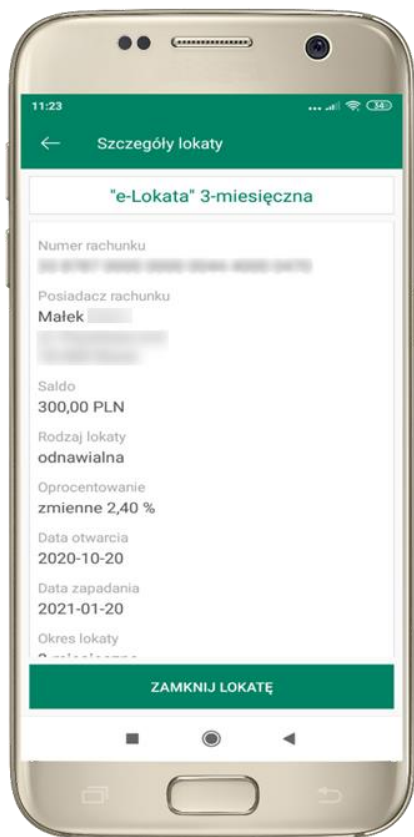 11:23
34
Szczegóły lokaty
"e-Lokata" 3-miesięczna
Numer rachunku
Posiadacz rachunku
Małek
Saldo
300,00 PLN
Rodzaj lokaty
odnawialna
Oprocentowanie
zmienne 2,40 %
Data otwarcia
2020-10-20
Data zapadania
2021-01-20
Okres lokaty
ZAMKNIJ LOKATĘ